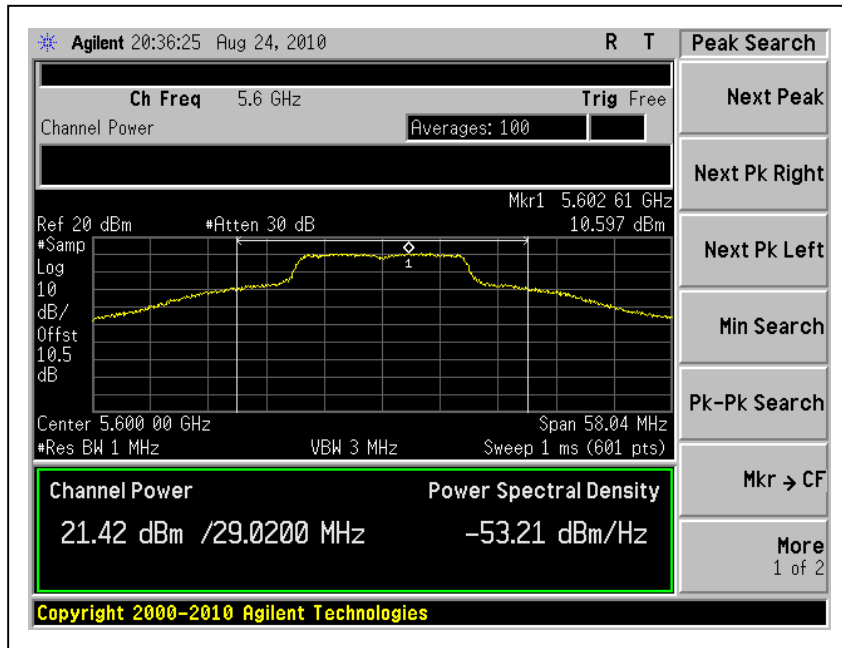 Agilent 20:36:25 Aug 24, 2010 R T
Peak Search
Ch Freq 5.6 GHz Trig Free
Channel Power Averages: 100
Mkr1 5.602 61 GHz
Ref 20 dBm #Atten 30 dB 10.597 dBm
#Samp
Log
10
dB/
Offst
10.5
dB
1
Center 5.600 00 GHz Span 58.04 MHz
#Res BW 1 MHz VBW 3 MHz Sweep 1 ms (601 pts)
Channel Power Power Spectral Density
21.42 dBm /29.0200 MHz -53.21 dBm/Hz
Copyright 2000-2010 Agilent Technologies
Next Peak
Next Pk Right
Next Pk Left
Min Search
Pk-Pk Search
Mkr → CF
More
1 of 2